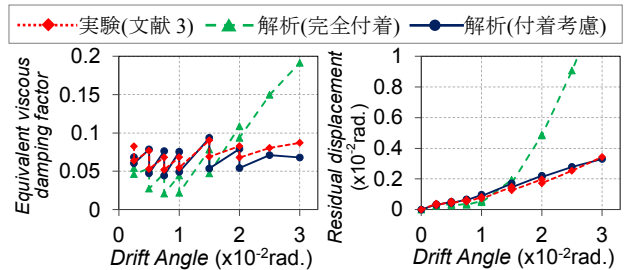 実験(文献 3)
解析(完全付着)
解析(付着考慮)
Equivalent viscous
damping factor
0.2
0.15
0.1
0.05
0
0
1
2
3
Drift Angle (x10-2rad.)
Residual displacement
(x10-2rad.)
1
0.8
0.6
0.4
0.2
0
0
1
2
3
Drift Angle (x10-2rad.)